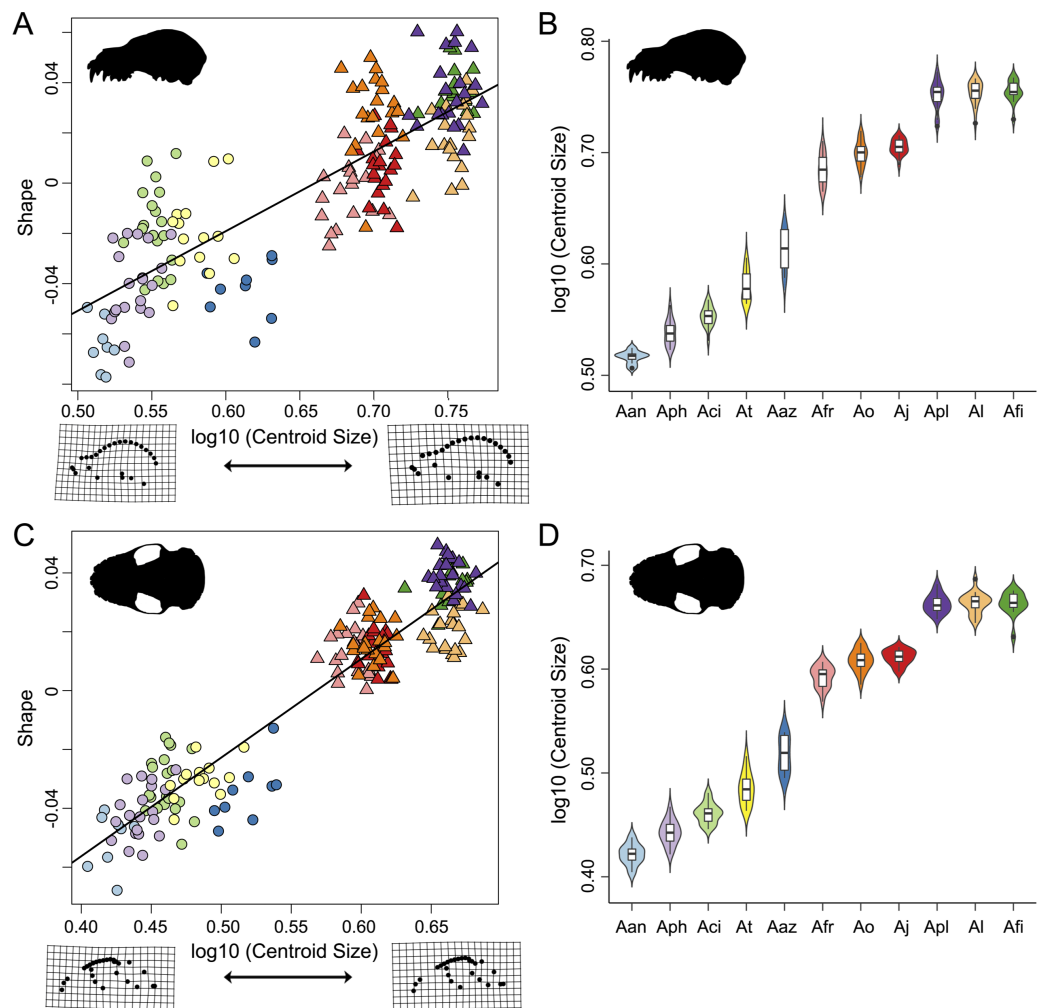 A
Shape
0.04
0
-0.04
0.50 0.55 0.60 0.65 0.70 0.75
log10 (Centroid Size)
B
log10 (Centroid Size)
0.80
0.70
0.60
0.50
Aan Aph Aci At Aaz Afr Ao Aj Apl Al Afi
C
Shape
0.04
0
-0.04
0.40 0.45 0.50 0.55 0.60 0.65
log10 (Centroid Size)
D
log10 (Centroid Size)
0.70
0.60
0.50
0.40
Aan Aph Aci At Aaz Afr Ao Aj Apl Al Afi